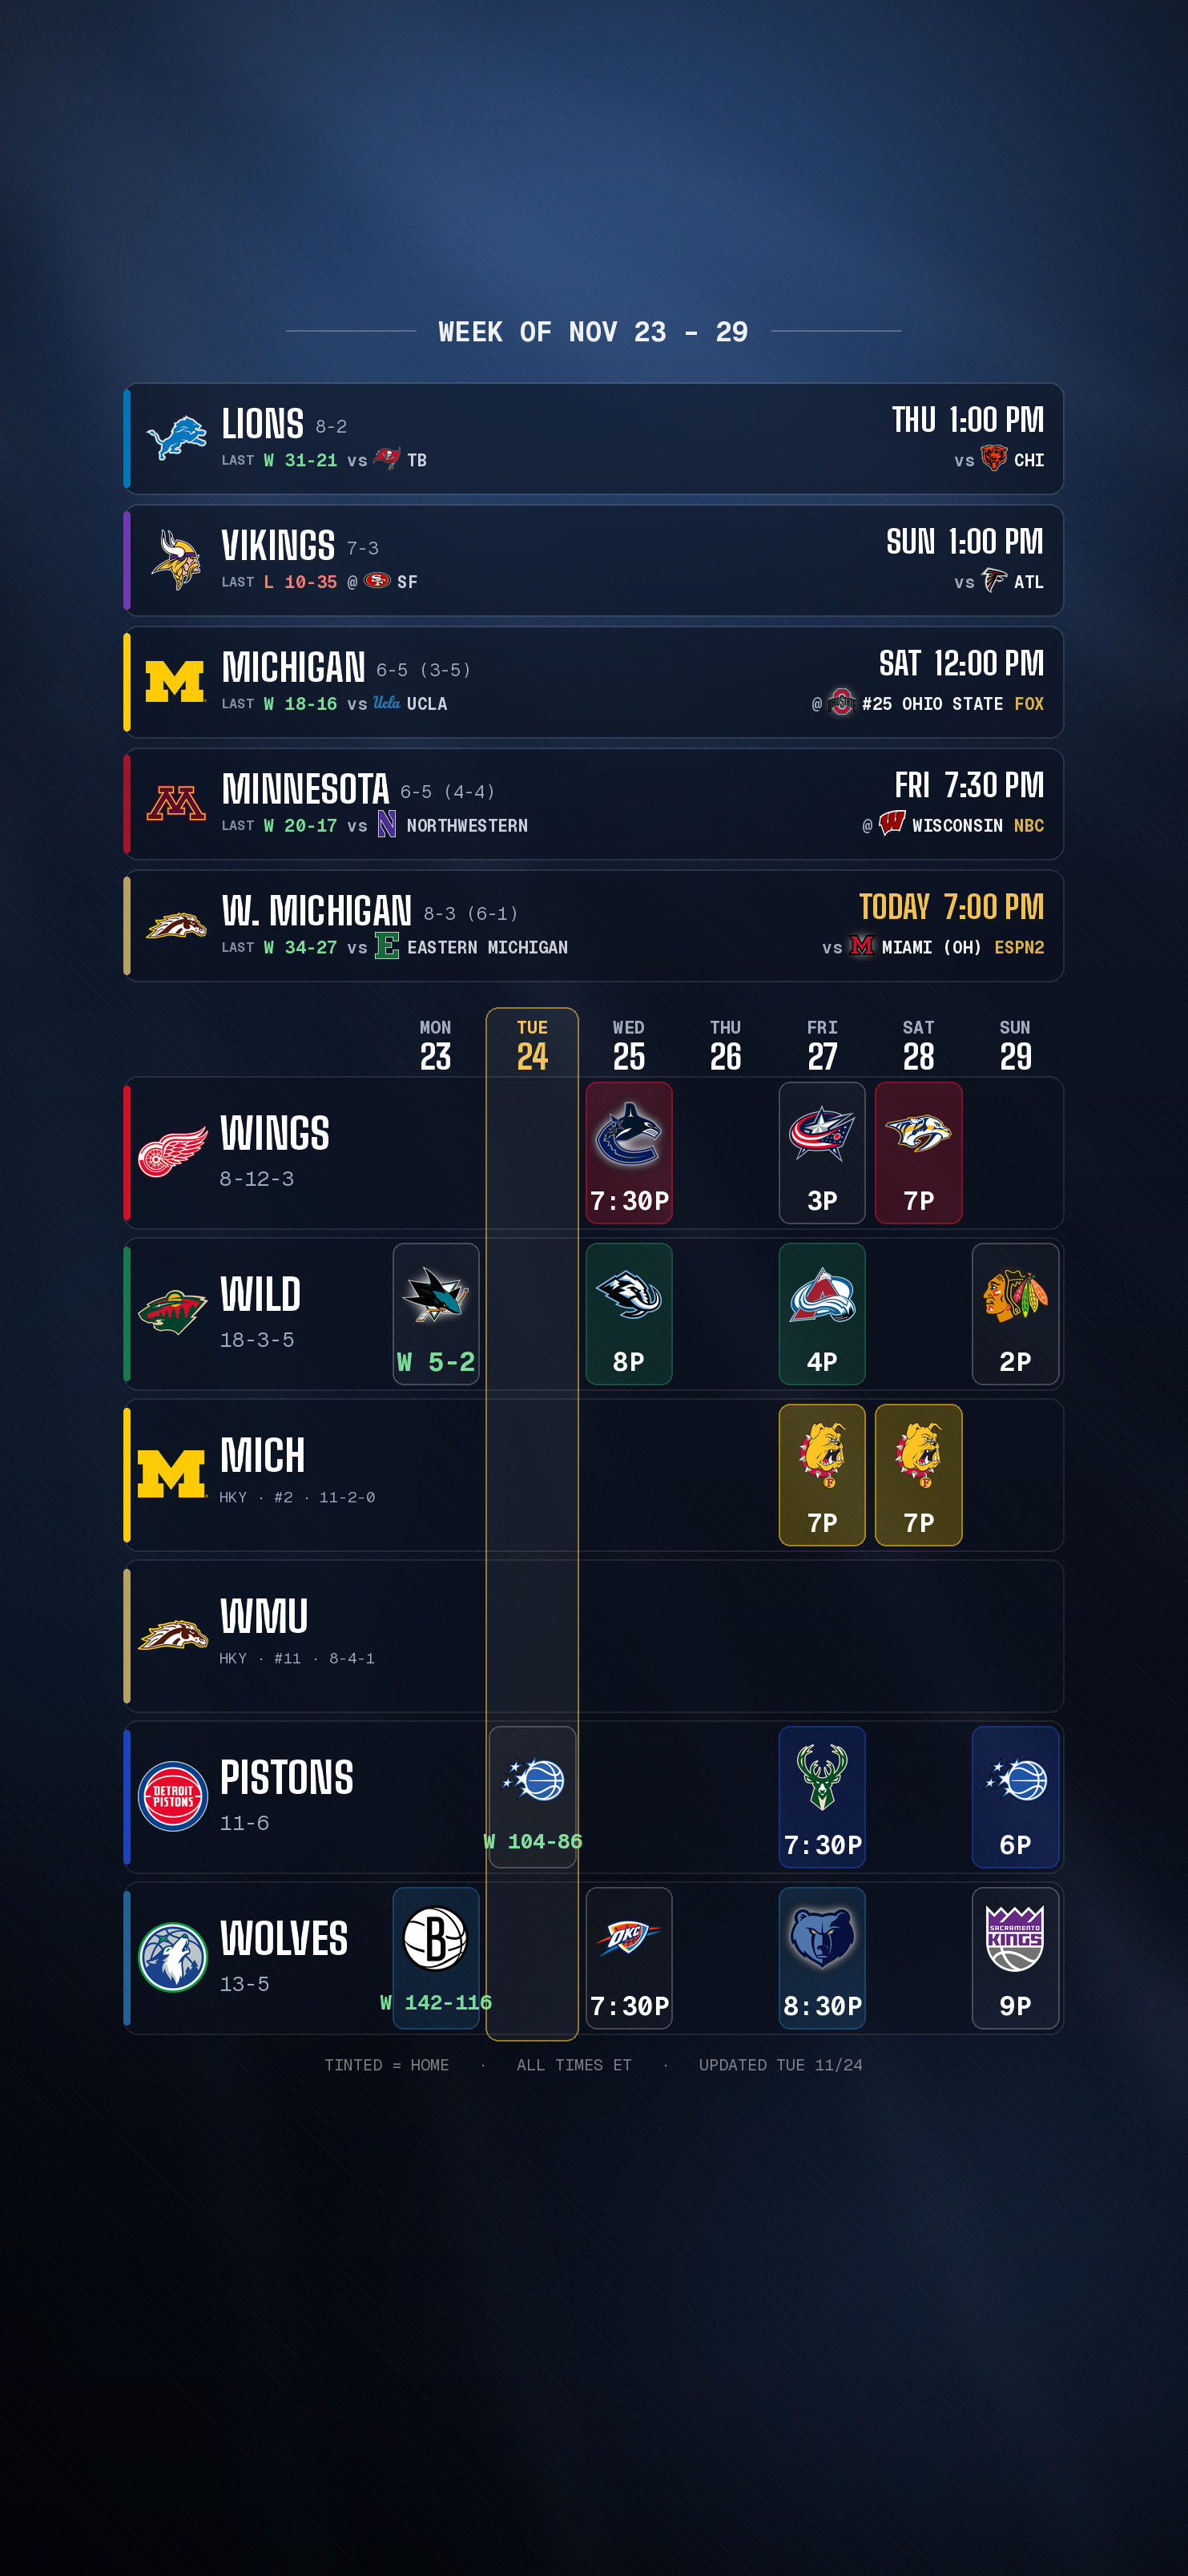 WEEK OF NOV 23 – 29
LIONS 8-2
THU 1:00 PM
LAST W 31-21 vs TB
vs CHI
VIKINGS 7-3
SUN 1:00 PM
LAST L 10-35 @ SF
vs ATL
MICHIGAN 6-5 (3-5)
SAT 12:00 PM
LAST W 18-16 vs Ucla UCLA
@ #25 OHIO STATE FOX
MINNESOTA 6-5 (4-4)
FRI 7:30 PM
LAST W 20-17 vs NORTHWESTERN
@ WISCONSIN NBC
W. MICHIGAN 8-3 (6-1)
TODAY 7:00 PM
LAST W 34-27 vs E EASTERN MICHIGAN
vs M MIAMI (OH) ESPN2
MON TUE WED THU FRI SAT SUN
23 24 25 26 27 28 29
WINGS
8-12-3
7:30P 3P 7P
WILD
18-3-5
W 5-2 8P 4P 2P
MICH
HKY · #2 · 11-2-0
7P 7P
WMU
HKY · #11 · 8-4-1
DETROIT
PISTONS
PISTONS
11-6
W 104-86 7:30P 6P
WOLVES
13-5
B
OKC
SACRAMENTO
KINGS
W 142-116 7:30P 8:30P 9P
TINTED = HOME · ALL TIMES ET · UPDATED TUE 11/24